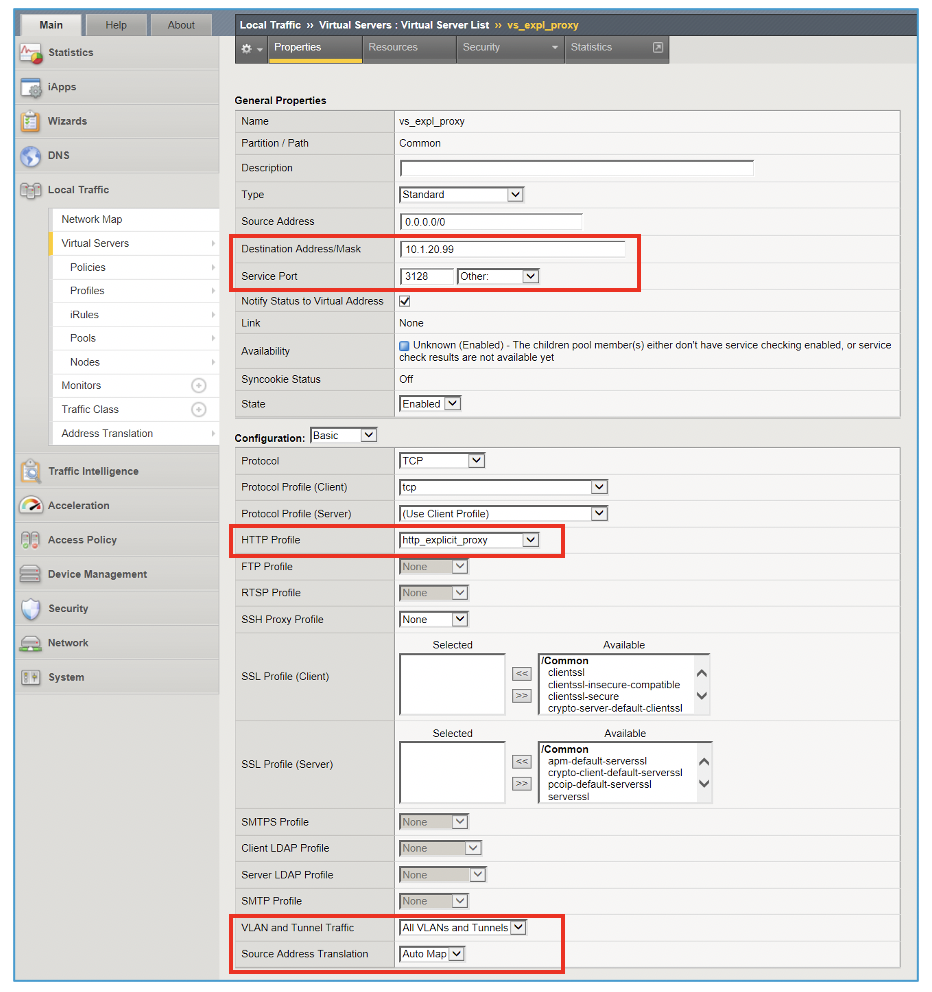 Main
Help
About
Statistics
iApps
Wizards
DNS
Local Traffic
Network Map
Virtual Servers
Policies
Profiles
iRules
Pools
Nodes
Monitors
Traffic Class
Address Translation
Traffic Intelligence
Acceleration
Access Policy
Device Management
Security
Network
System
Local Traffic ›› Virtual Servers : Virtual Server List ›› vs_expl_proxy
Properties
Resources
Security
Statistics
General Properties
Name vs_expl_proxy
Partition / Path Common
Description
Type Standard
Source Address 0.0.0.0/0
Destination Address/Mask 10.1.20.99
Service Port 3128 Other:
Notify Status to Virtual Address
Link None
Availability Unknown (Enabled) - The children pool member(s) either don't have service checking enabled, or service
check results are not available yet
Syncookie Status Off
State Enabled
Configuration: Basic
Protocol TCP
Protocol Profile (Client) tcp
Protocol Profile (Server) (Use Client Profile)
HTTP Profile http_explicit_proxy
FTP Profile None
RTSP Profile None
SSH Proxy Profile None
SSL Profile (Client)
Selected
<<
>>
Available
/Common
clientssl
clientssl-insecure-compatible
clientssl-secure
crypto-server-default-clientssl
SSL Profile (Server)
Selected
<<
>>
Available
/Common
apm-default-serverssl
crypto-client-default-serverssl
pcoip-default-serverssl
serverssl
SMTPS Profile None
Client LDAP Profile None
Server LDAP Profile None
SMTP Profile None
VLAN and Tunnel Traffic All VLANs and Tunnels
Source Address Translation Auto Map